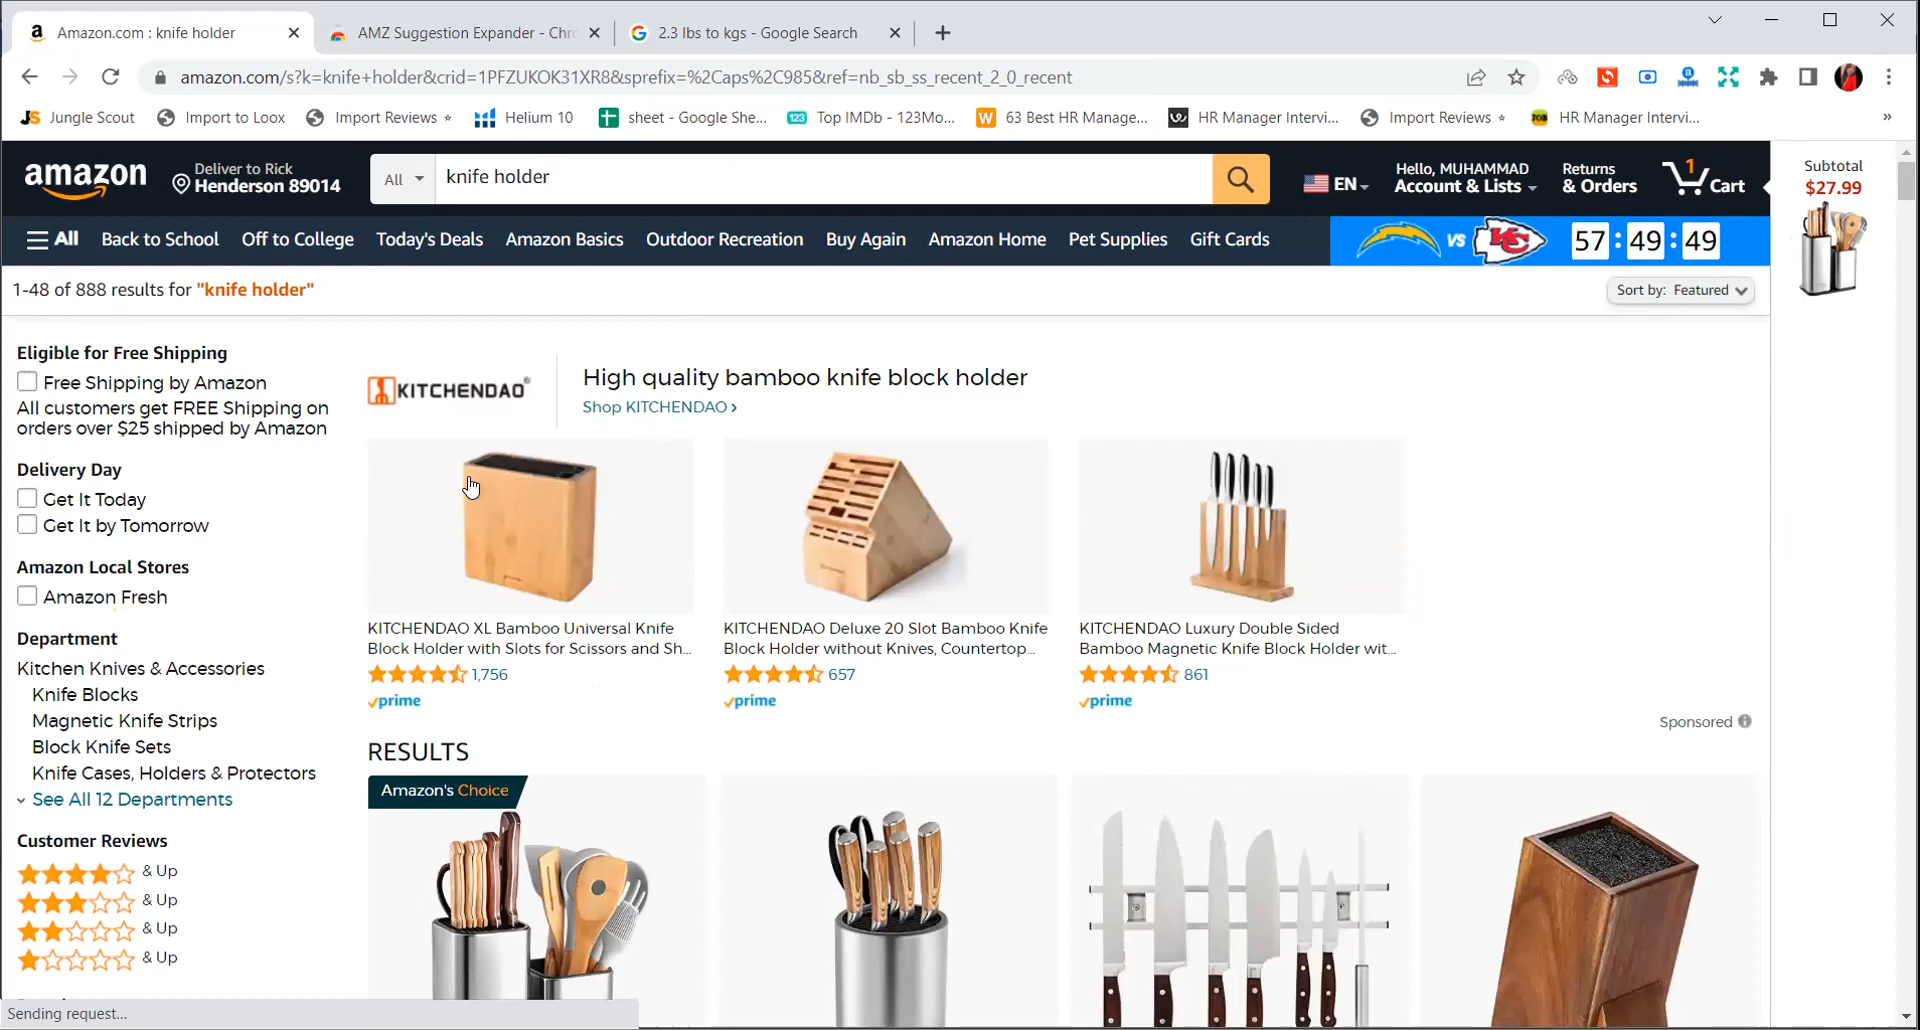 Amazon.com : knife holder
AMZ Suggestion Expander - Chro
2.3 lbs to kgs - Google Search
amazon.com/s?k=knife+holder&crid=1PFZUKOK31XR8&sprefix=%2Caps%2C985&ref=nb_sb_ss_recent_2_0_recent
JS Jungle Scout
Import to Loox
Import Reviews
Helium 10
sheet - Google She...
123 Top IMDb - 123Mo...
W 63 Best HR Manage...
HR Manager Intervi...
Import Reviews
HR Manager Intervi...
»
amazon
Deliver to Rick
Henderson 89014
All
knife holder
EN
Hello, MUHAMMAD
Account & Lists
Returns
& Orders
1
Cart
Subtotal
$27.99
All
Back to School
Off to College
Today's Deals
Amazon Basics
Outdoor Recreation
Buy Again
Amazon Home
Pet Supplies
Gift Cards
VS
KC
57 : 49 : 49
1-48 of 888 results for "knife holder"
Sort by: Featured
Eligible for Free Shipping
Free Shipping by Amazon
All customers get FREE Shipping on
orders over $25 shipped by Amazon
Delivery Day
Get It Today
Get It by Tomorrow
Amazon Local Stores
Amazon Fresh
Department
Kitchen Knives & Accessories
Knife Blocks
Magnetic Knife Strips
Block Knife Sets
Knife Cases, Holders & Protectors
See All 12 Departments
Customer Reviews
& Up
& Up
& Up
& Up
KITCHENDAO®
High quality bamboo knife block holder
Shop KITCHENDAO ›
KITCHENDAO XL Bamboo Universal Knife
Block Holder with Slots for Scissors and Sh...
1,756
prime
KITCHENDAO Deluxe 20 Slot Bamboo Knife
Block Holder without Knives, Countertop...
657
prime
KITCHENDAO Luxury Double Sided
Bamboo Magnetic Knife Block Holder wit...
861
prime
Sponsored
RESULTS
Amazon's Choice
Sending request...